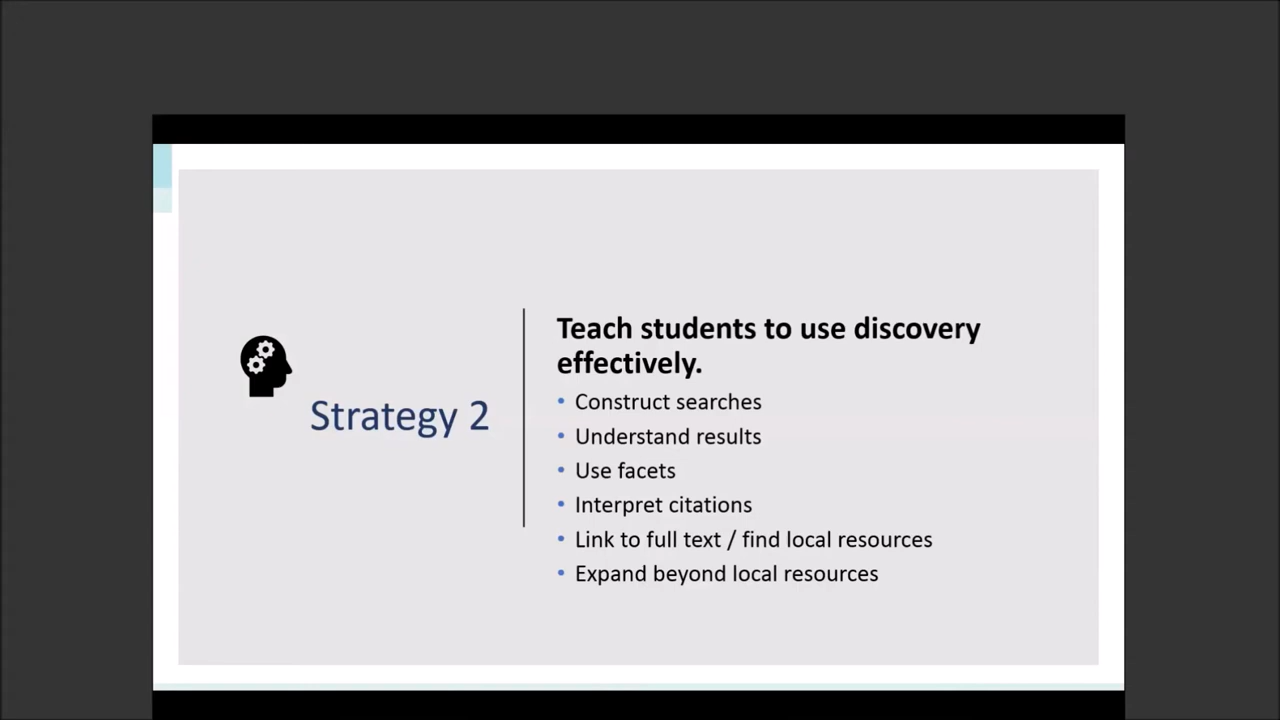 Strategy 2
Teach students to use discovery
effectively.
• Construct searches
• Understand results
• Use facets
• Interpret citations
• Link to full text / find local resources
• Expand beyond local resources